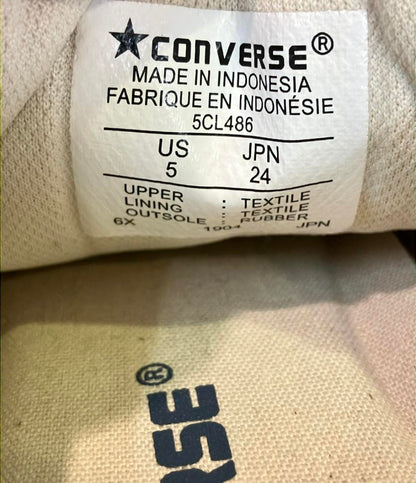 ★CONVERSE®
MADE IN INDONESIA
FABRIQUE EN INDONÉSIE
5CL486
US JPN
5 24
UPPER : TEXTILE
LINING : TEXTILE
OUTSOLE : RUBBER
6X 1904 JPN
RSE®